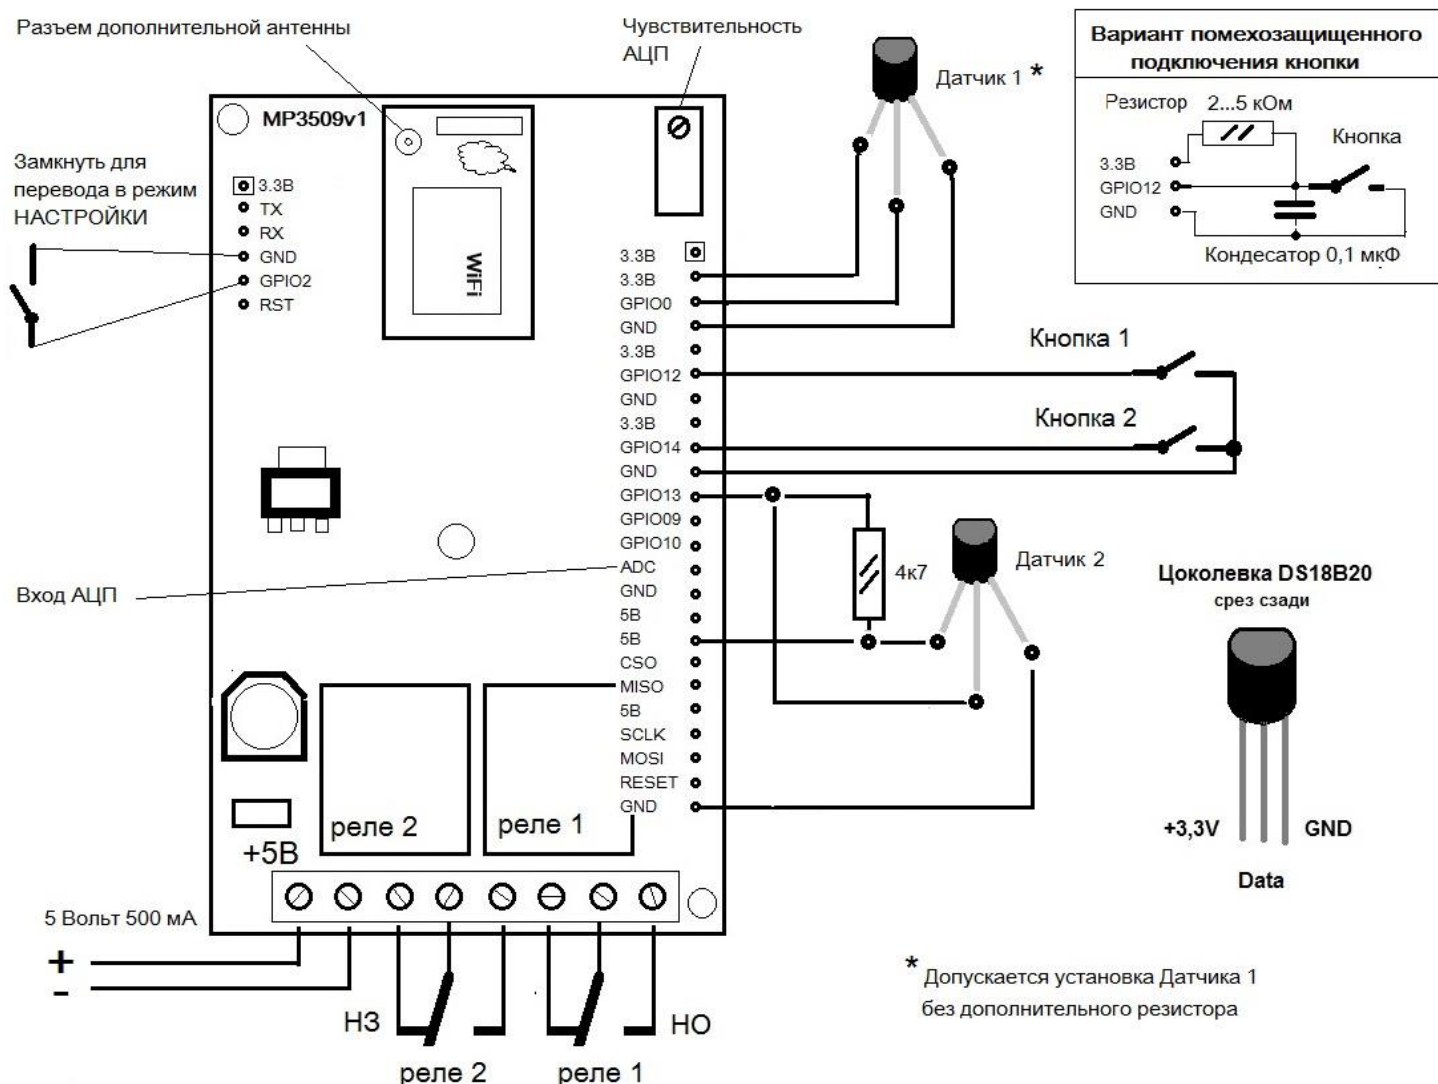 Разъем дополнительной антенны
Чувствительность
АЦП
Датчик 1 *
Вариант помехозащищенного
подключения кнопки
Резистор 2...5 кОм
Кнопка
3.3В
GPIO12
GND
Кондесатор 0,1 мкФ
MP3509v1
Замкнуть для
перевода в режим
НАСТРОЙКИ
3.3В
TX
RX
GND
GPIO2
RST
WiFi
3.3В
3.3В
GPIO0
GND
3.3В
GPIO12
GND
3.3В
GPIO14
GND
GPIO13
GPIO09
GPIO10
ADC
GND
5В
5В
CSO
MISO
5В
SCLK
MOSI
RESET
GND
Кнопка 1
Кнопка 2
4к7
Датчик 2
Вход АЦП
Цоколевка DS18B20
срез сзади
+3,3V
GND
Data
реле 2
реле 1
+5В
5 Вольт 500 мА
+
-
НЗ
НО
реле 2
реле 1
* Допускается установка Датчика 1
без дополнительного резистора